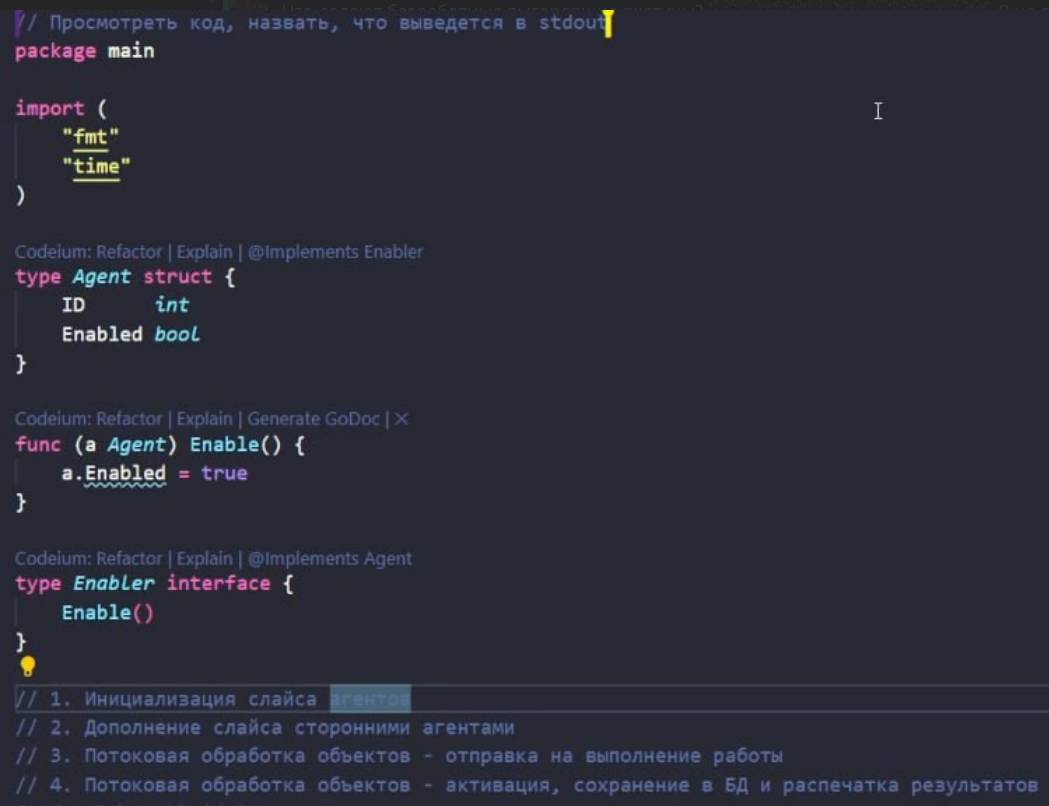 // Просмотреть код, назвать, что выведется в stdout
package main
import (
"fmt"
"time"
)
Codeium: Refactor | Explain | @Implements Enabler
type Agent struct {
ID int
Enabled bool
}
Codeium: Refactor | Explain | Generate GoDoc | ×
func (a Agent) Enable() {
a.Enabled = true
}
Codeium: Refactor | Explain | @Implements Agent
type Enabler interface {
Enable()
}
// 1. Инициализация слайса агентов
// 2. Дополнение слайса сторонними агентами
// 3. Потоковая обработка объектов - отправка на выполнение работы
// 4. Потоковая обработка объектов - активация, сохранение в БД и распечатка результатов